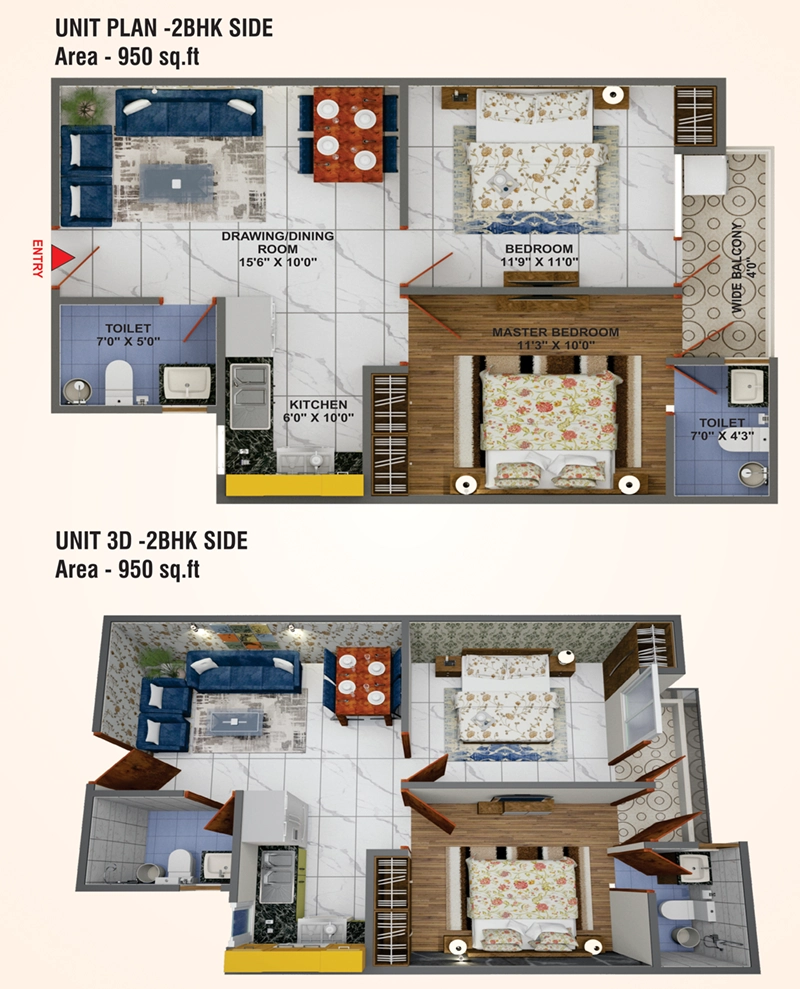 UNIT PLAN -2BHK SIDE
Area - 950 sq.ft
ENTRY
DRAWING/DINING
ROOM
15'6" X 10'0"
BEDROOM
11'9" X 11'0"
WIDE BALCONY
4'0"
TOILET
7'0" X 5'0"
MASTER BEDROOM
11'3" X 10'0"
KITCHEN
6'0" X 10'0"
TOILET
7'0" X 4'3"
UNIT 3D -2BHK SIDE
Area - 950 sq.ft